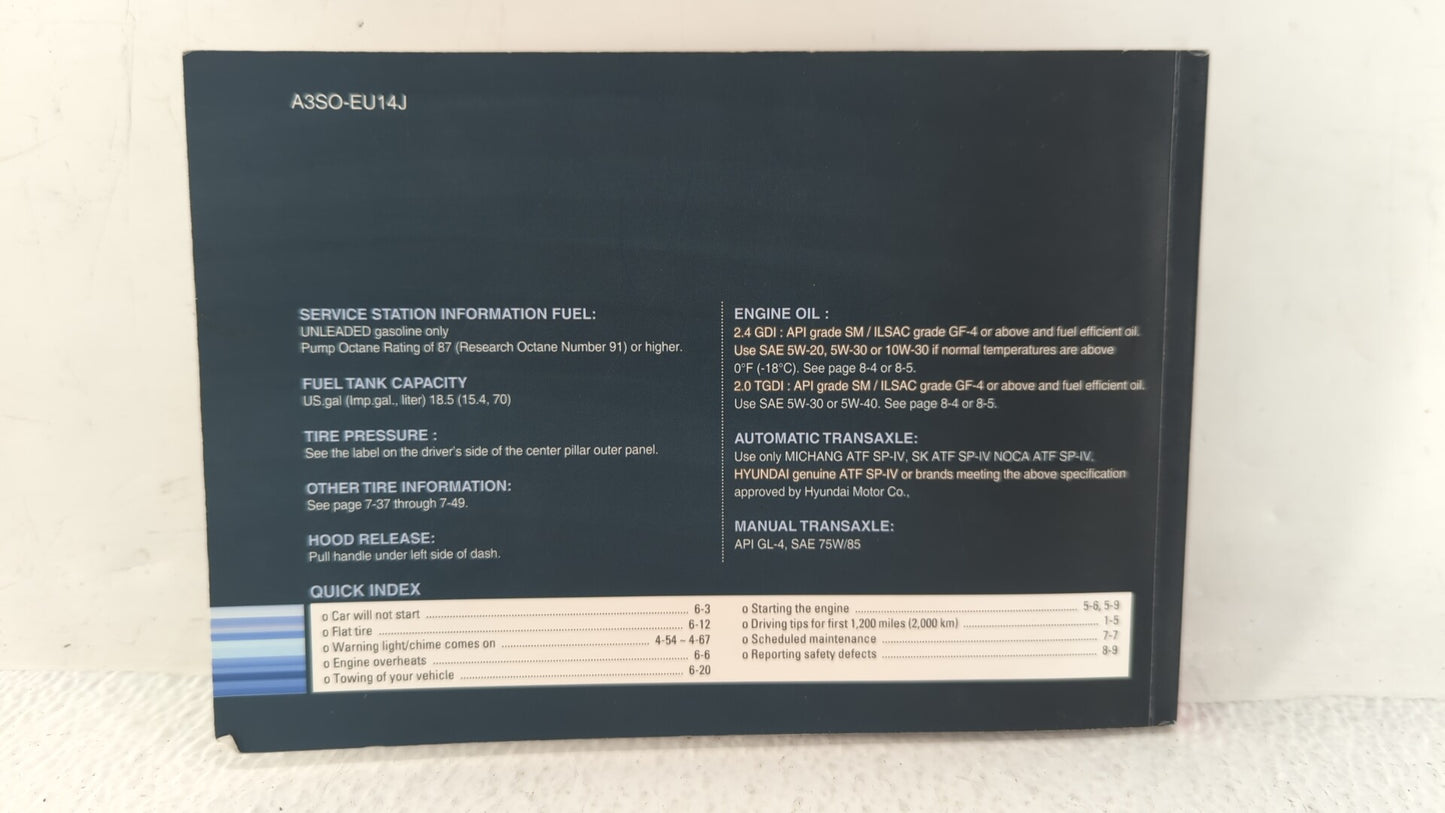 A3SO-EU14J
SERVICE STATION INFORMATION FUEL:
UNLEADED gasoline only
Pump Octane Rating of 87 (Research Octane Number 91) or higher.
FUEL TANK CAPACITY
US.gal (Imp.gal., liter) 18.5 (15.4, 70)
TIRE PRESSURE :
See the label on the driver's side of the center pillar outer panel.
OTHER TIRE INFORMATION:
See page 7-37 through 7-49.
HOOD RELEASE:
Pull handle under left side of dash.
ENGINE OIL :
2.4 GDI : API grade SM / ILSAC grade GF-4 or above and fuel efficient oil.
Use SAE 5W-20, 5W-30 or 10W-30 if normal temperatures are above
0°F (-18°C). See page 8-4 or 8-5.
2.0 TGDI : API grade SM / ILSAC grade GF-4 or above and fuel efficient oil.
Use SAE 5W-30 or 5W-40. See page 8-4 or 8-5.
AUTOMATIC TRANSAXLE:
Use only MICHANG ATF SP-IV, SK ATF SP-IV NOCA ATF SP-IV,
HYUNDAI genuine ATF SP-IV or brands meeting the above specification
approved by Hyundai Motor Co.,
MANUAL TRANSAXLE:
API GL-4, SAE 75W/85
QUICK INDEX
o Car will not start ........ 6-3
o Flat tire ........ 6-12
o Warning light/chime comes on ........ 4-54 ~ 4-67
o Engine overheats ........ 6-6
o Towing of your vehicle ........ 6-20
o Starting the engine ........ 5-6, 5-9
o Driving tips for first 1,200 miles (2,000 km) ........ 1-5
o Scheduled maintenance ........ 7-7
o Reporting safety defects ........ 8-9